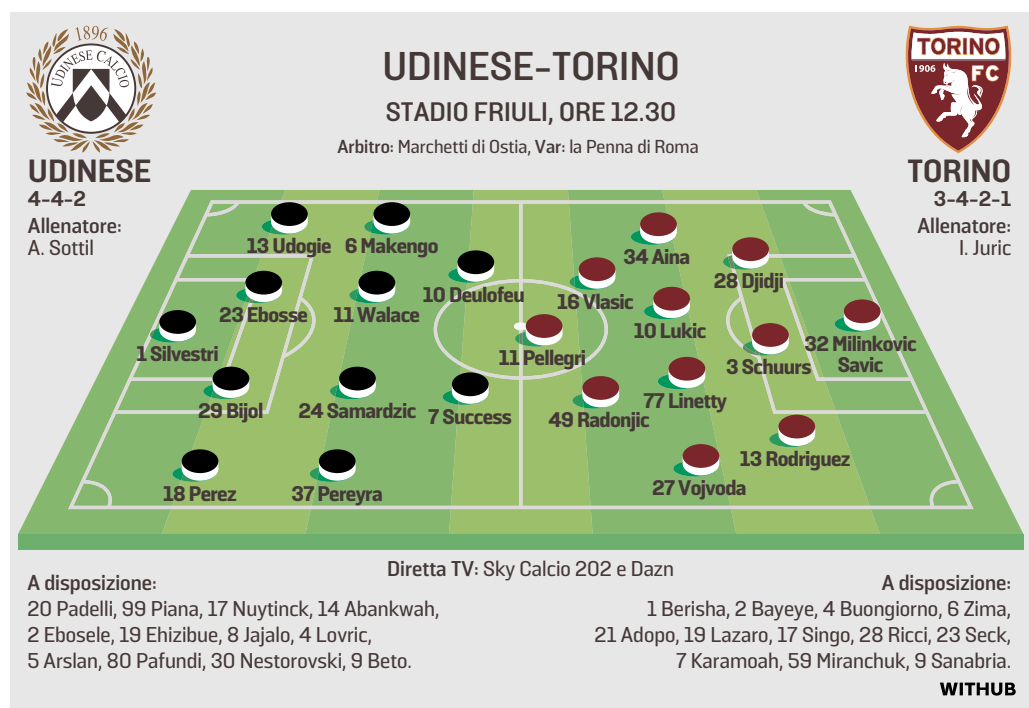 1896
UDINESE CALCIO
TORINO
1906
FC
UDINESE-TORINO
STADIO FRIULI, ORE 12.30
Arbitro: Marchetti di Ostia, Var: la Penna di Roma
UDINESE
4-4-2
Allenatore:
A. Sottil
TORINO
3-4-2-1
Allenatore:
I. Juric
13 Udogie
6 Makengo
23 Ebosse
11 Walace
10 Deulofeu
1 Silvestri
29 Bijol
24 Samardzic
7 Success
18 Perez
37 Pereyra
34 Aina
28 Djidji
16 Vlasic
10 Lukic
11 Pellegri
3 Schuurs
32 Milinkovic
Savic
77 Linetty
49 Radonjic
13 Rodriguez
27 Vojvoda
Diretta TV: Sky Calcio 202 e Dazn
A disposizione:
20 Padelli, 99 Piana, 17 Nuytinck, 14 Abankwah,
2 Ebosele, 19 Ehizibue, 8 Jajalo, 4 Lovric,
5 Arslan, 80 Pafundi, 30 Nestorovski, 9 Beto.
A disposizione:
1 Berisha, 2 Bayeye, 4 Buongiorno, 6 Zima,
21 Adopo, 19 Lazaro, 17 Singo, 28 Ricci, 23 Seck,
7 Karamoah, 59 Miranchuk, 9 Sanabria.
WITHUB